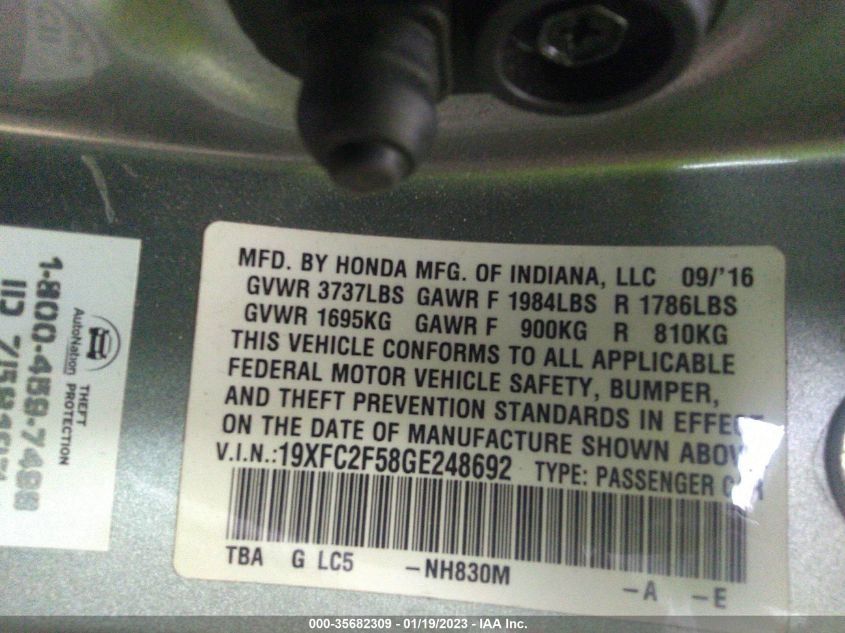 MFD. BY HONDA MFG. OF INDIANA, LLC 09/'16
GVWR 3737LBS GAWR F 1984LBS R 1786LBS
GVWR 1695KG GAWR F 900KG R 810KG
THIS VEHICLE CONFORMS TO ALL APPLICABLE
FEDERAL MOTOR VEHICLE SAFETY, BUMPER,
AND THEFT PREVENTION STANDARDS IN EFFECT
ON THE DATE OF MANUFACTURE SHOWN ABOVE
V.I.N.:19XFC2F58GE248692 TYPE: PASSENGER CAR
TBA G LC5 -NH830M
-A -E
AutoNation
THEFT
PROTECTION
1-800-459-7498
ID
000-35682309 - 01/19/2023 - IAA Inc.